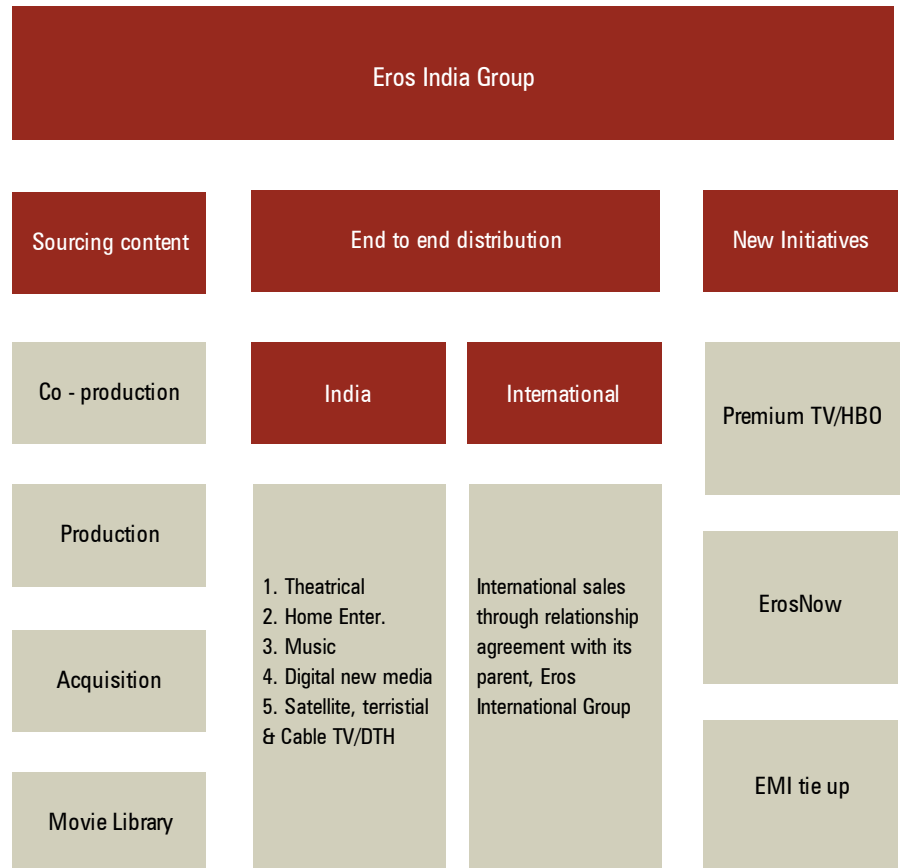 Eros India Group
Sourcing content
End to end distribution
New Initiatives
Co - production
Production
Acquisition
Movie Library
India
1. Theatrical
2. Home Enter.
3. Music
4. Digital new media
5. Satellite, terristial
& Cable TV/DTH
International
International sales
through relationship
agreement with its
parent, Eros
International Group
Premium TV/HBO
ErosNow
EMI tie up